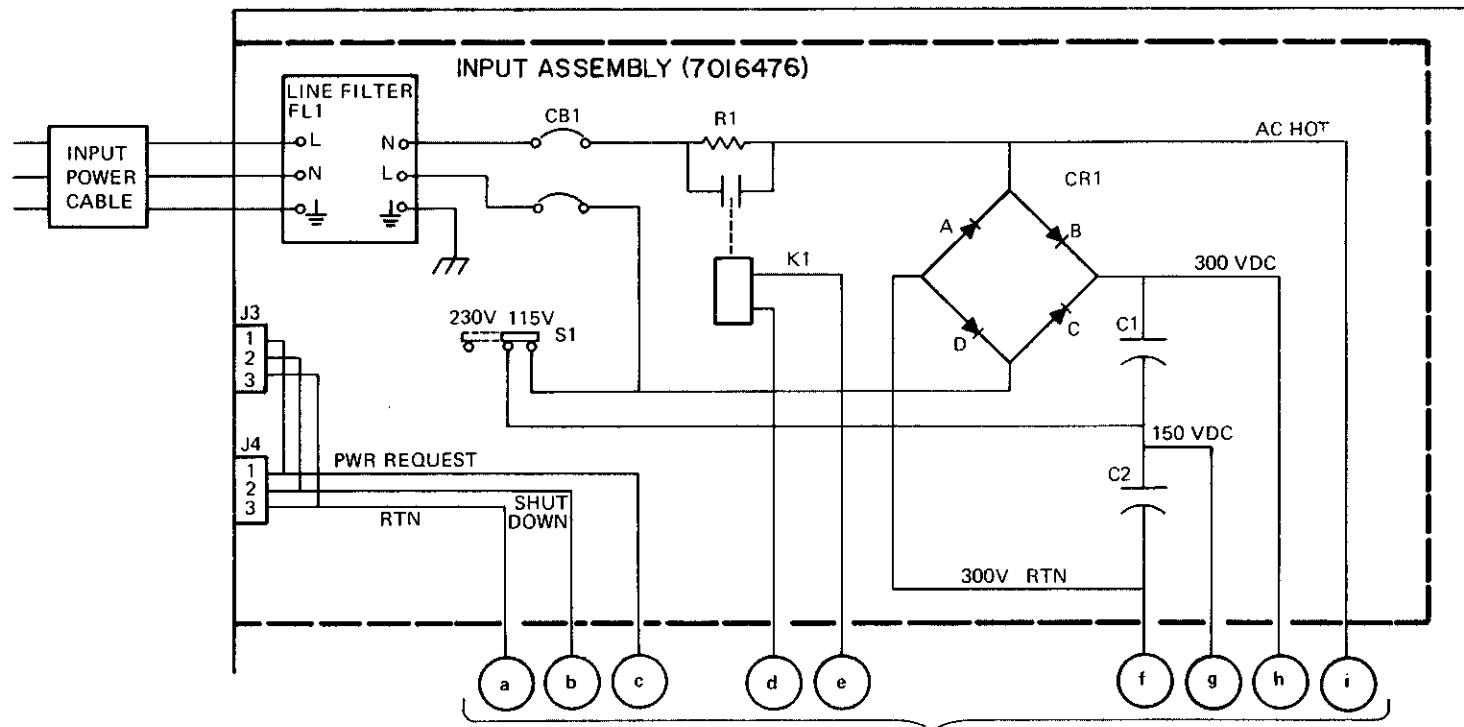 INPUT ASSEMBLY (7016476)
LINE FILTER
FL1
L
N
N
L
INPUT
POWER
CABLE
CB1
R1
AC HOT
CR1
A
B
D
C
K1
300 VDC
C1
230V 115V
S1
J3
1
2
3
150 VDC
C2
J4
1
2
3
PWR REQUEST
SHUT
DOWN
RTN
300V RTN
a
b
c
d
e
f
g
h
i